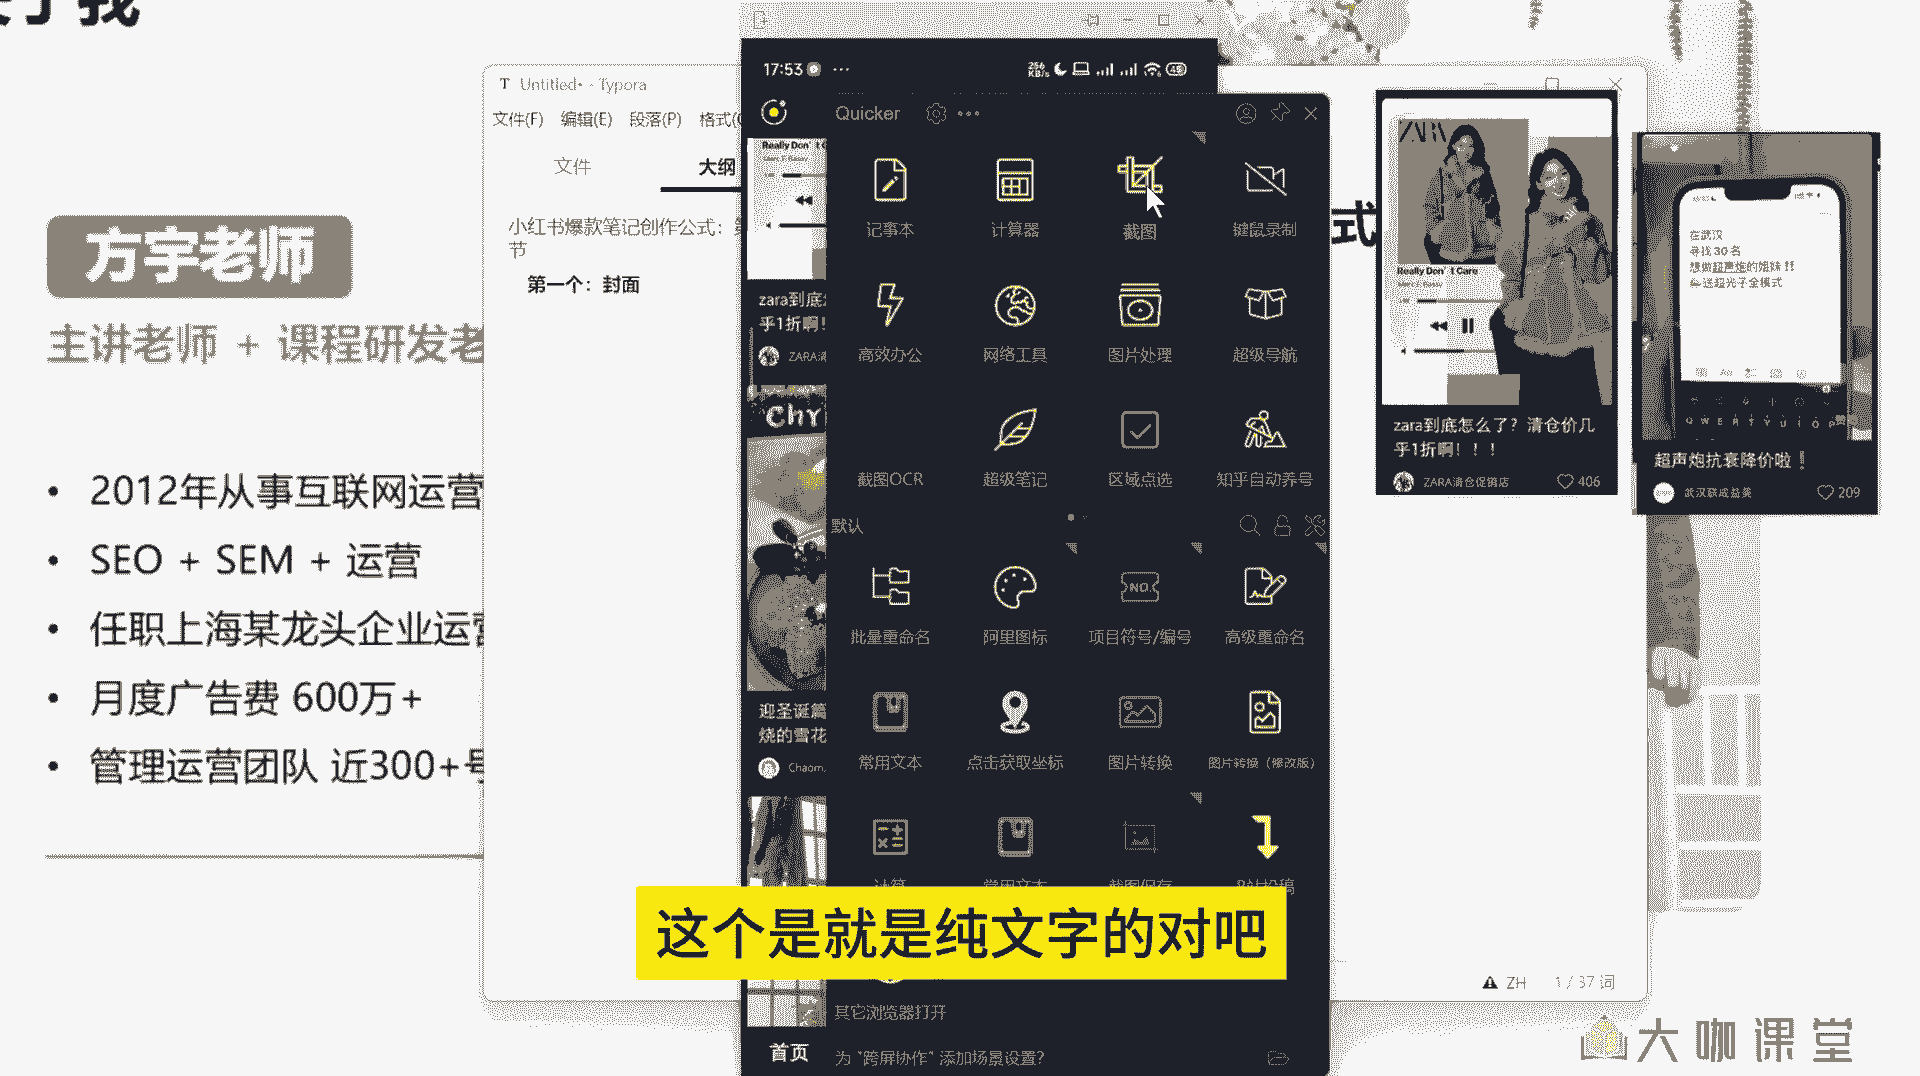 方宇老师
主讲老师 + 课程研发老
2012年从事互联网运营
SEO + SEM + 运营
任职上海某龙头企业运营
月度广告费 600万+
管理运营团队 近300+号
Untitled• - Typora
文件(F) 编辑(E) 段落(P) 格式(O
文件
大纲
小红书爆款笔记创作公式：第
节
第一个：封面
17:53
256
KB/s
Really Don't C
zara到底
乎1折啊!
ZARA清
Chr
迎圣诞篇
烧的雪花
Chaom.
首页
Quicker
记事本
计算器
截图
键鼠录制
高效办公
网络工具
图片处理
超级导航
截图OCR
超级笔记
区域点选
知乎自动养号
默认
NO.
批量重命名
阿里图标
项目符号/编号
高级重命名
常用文本
点击获取坐标
图片转换
图片转换（修改版）
计算
常用文本
截图保存
这个是就是纯文字的对吧
其它浏览器打开
为 "跨屏协作" 添加场景设置?
式
ZARA
Really Don't Care
zara到底怎么了？清仓价几
乎1折啊！！！
ZARA清仓促销店
406
在武汉
寻找30名
想做超声炮的姐妹!!
送超光子全模式
Q W E R T Y U I O P
超声炮抗衰降价啦！
武汉联成益美
209
ZH
1 / 37 词
大咖课堂